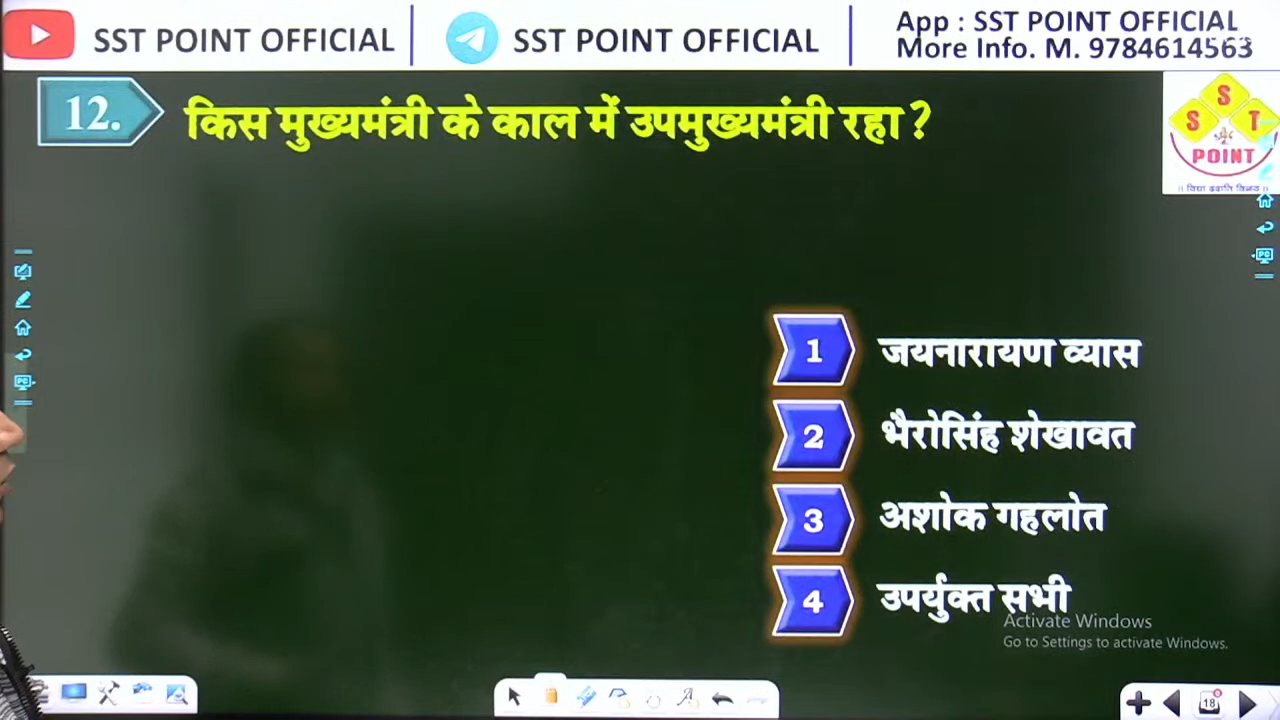 SST POINT OFFICIAL
SST POINT OFFICIAL
App : SST POINT OFFICIAL
More Info. M. 9784614563
12. किस मुख्यमंत्री के काल में उपमुख्यमंत्री रहा ?
S
S T
POINT
1 जयनारायण व्यास
2 भैरोसिंह शेखावत
3 अशोक गहलोत
4 उपर्युक्त सभी
Activate Windows
Go to Settings to activate Windows.
18